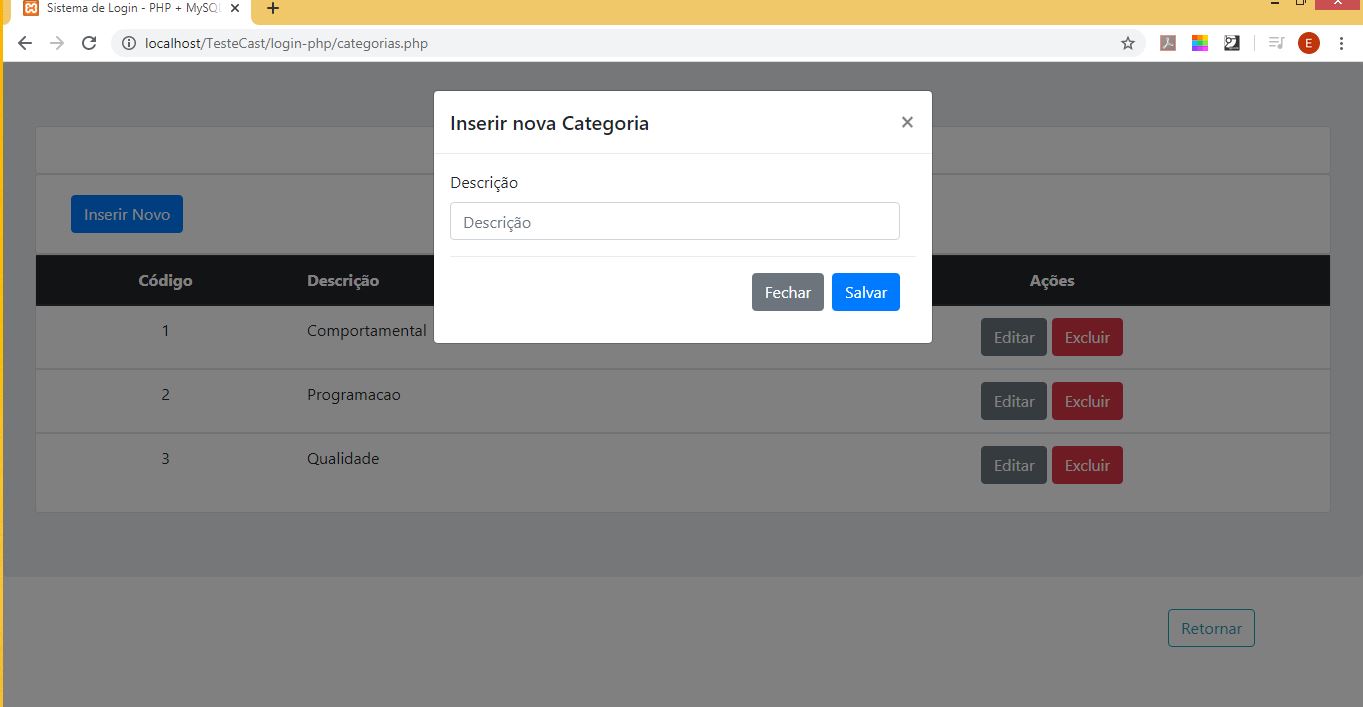 Sistema de Login - PHP + MySQL
localhost/TesteCast/login-php/categorias.php
E
Inserir nova Categoria
×
Descrição
Descrição
Fechar Salvar
Inserir Novo
Código Descrição Ações
1 Comportamental Editar Excluir
2 Programacao Editar Excluir
3 Qualidade Editar Excluir
Retornar